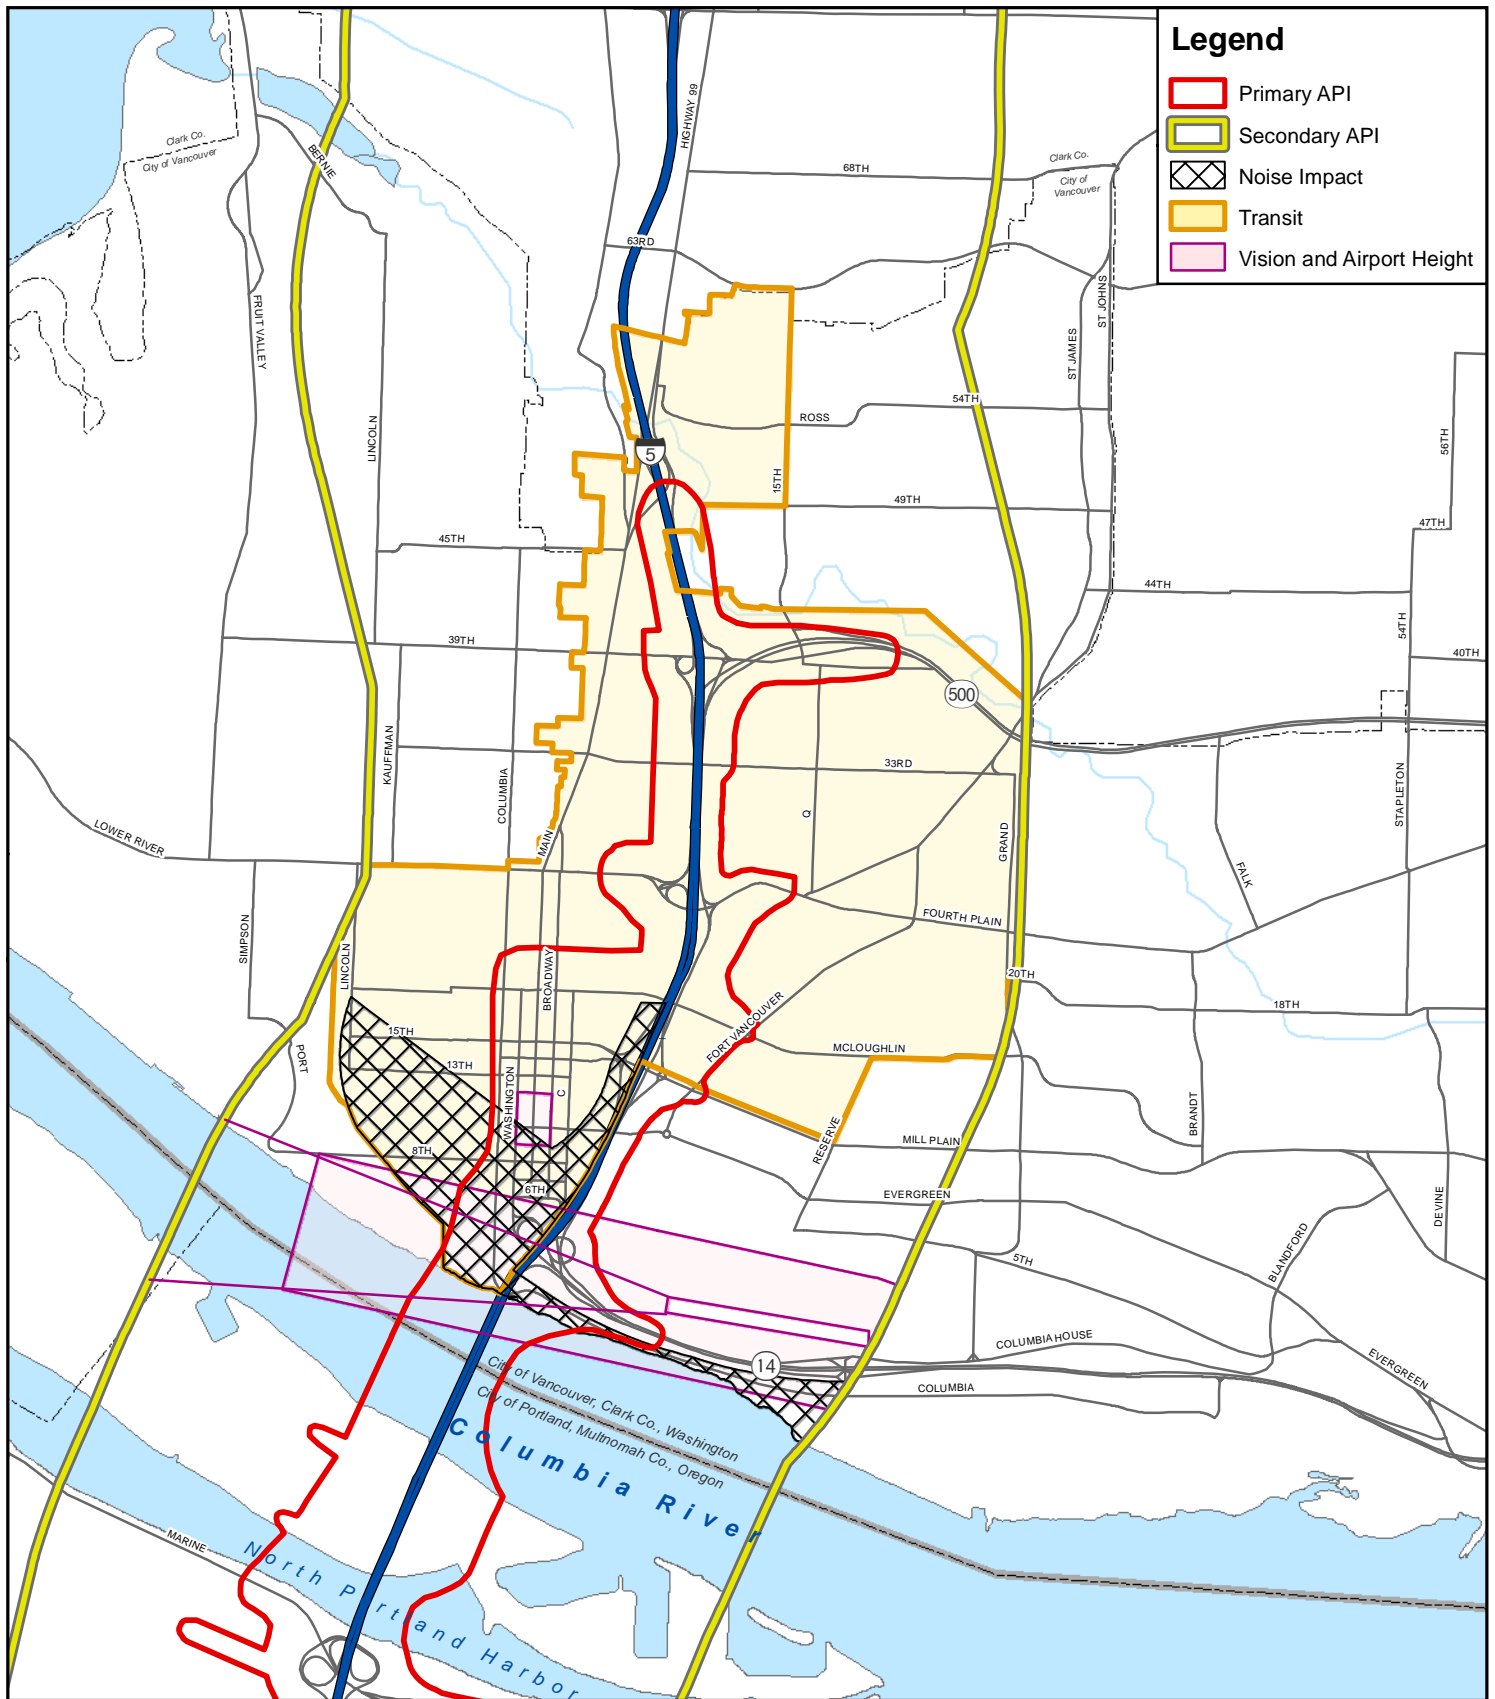 Legend
Primary API
Secondary API
Noise Impact
Transit
Vision and Airport Height
HIGHWAY 99
Clark Co.
City of Vancouver
BERNIE
68TH
Clark Co.
City of
Vancouver
63RD
FRUIT VALLEY
ST JOHNS
ST JAMES
LINCOLN
54TH
ROSS
56TH
5
15TH
49TH
47TH
45TH
44TH
39TH
54TH
40TH
500
KAUFFMAN
COLUMBIA
33RD
Q
STAPLETON
LOWER RIVER
MAIN
GRAND
FALK
SIMPSON
FOURTH PLAIN
LINCOLN
BROADWAY
20TH
18TH
15TH
FORT VANCOUVER
PORT
13TH
MCLOUGHLIN
WASHINGTON
C
BRANDT
8TH
RESERVE
MILL PLAIN
6TH
EVERGREEN
DEVINE
5TH
BLANDFORD
COLUMBIA HOUSE
14
EVERGREEN
COLUMBIA
City of Vancouver, Clark Co., Washington
City of Portland, Multnomah Co., Oregon
Columbia River
MARINE
North Portland Harbor